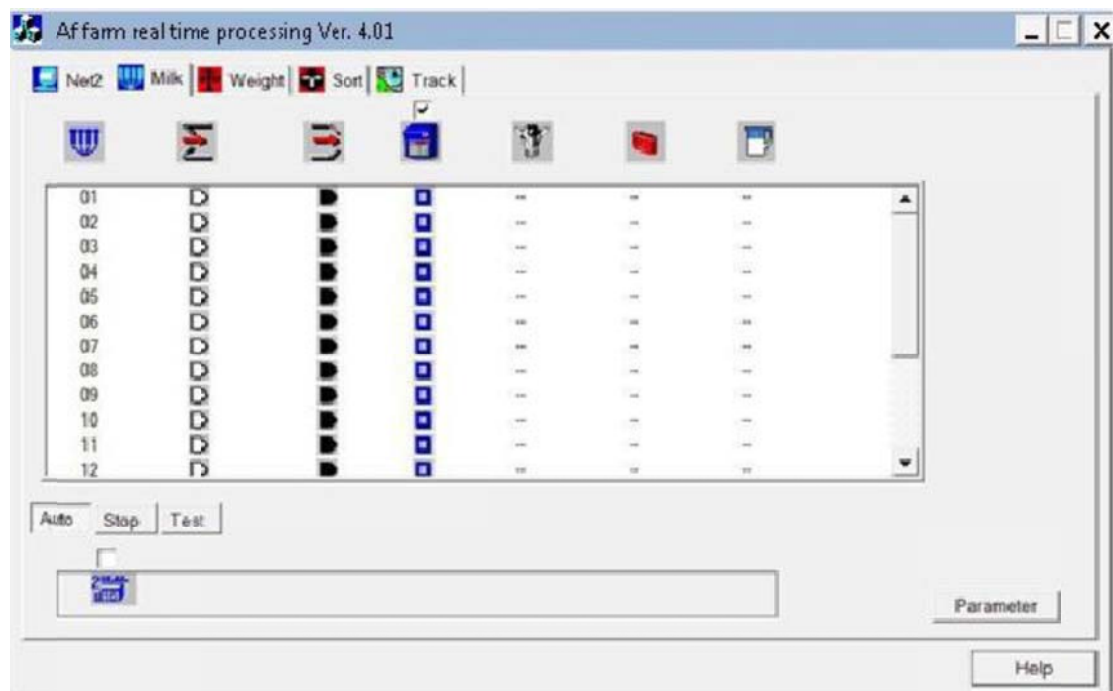 Affarm real time processing Ver. 4.01
Net2 Milk Weight Sort Track
01 -- -- --
02 -- -- --
03 -- -- --
04 -- -- --
05 -- -- --
06 -- -- --
07 -- -- --
08 -- -- --
09 -- -- --
10 -- -- --
11 -- -- --
12 -- -- --
Auto Stop Test
Parameter
Help